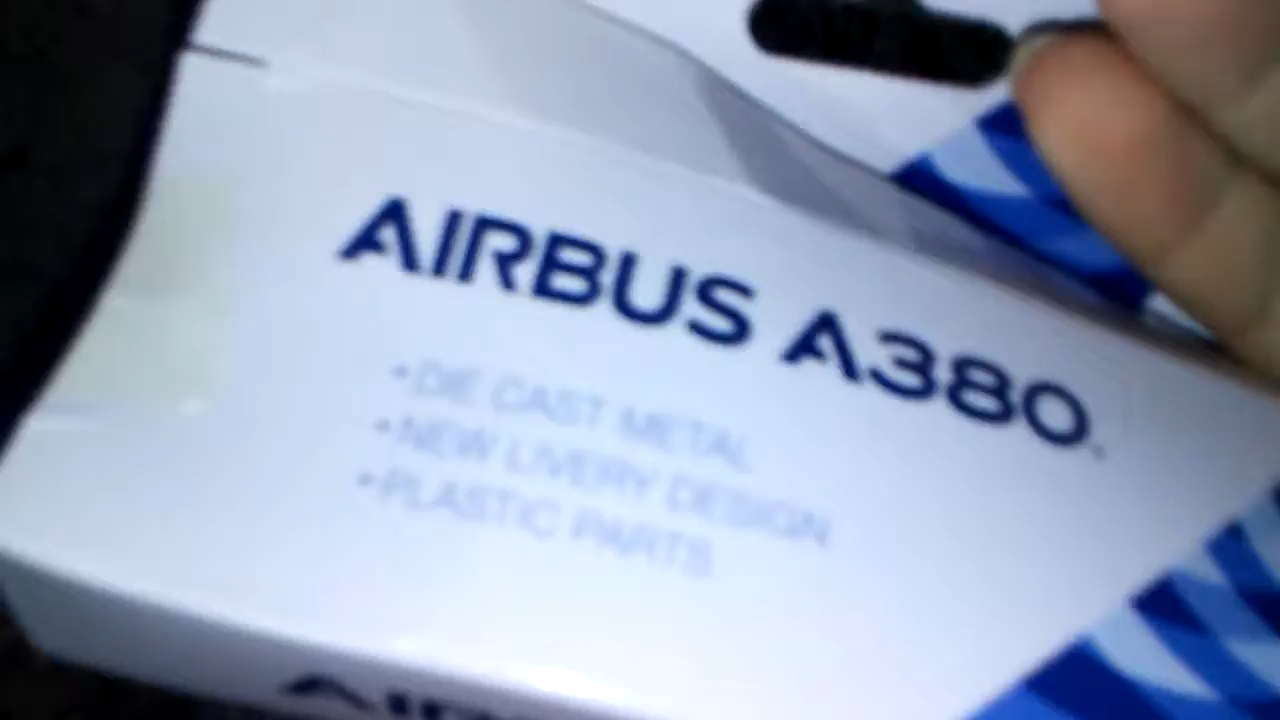 AIRBUS A380.
• DIE CAST METAL
• NEW LIVERY DESIGN
• PLASTIC PARTS